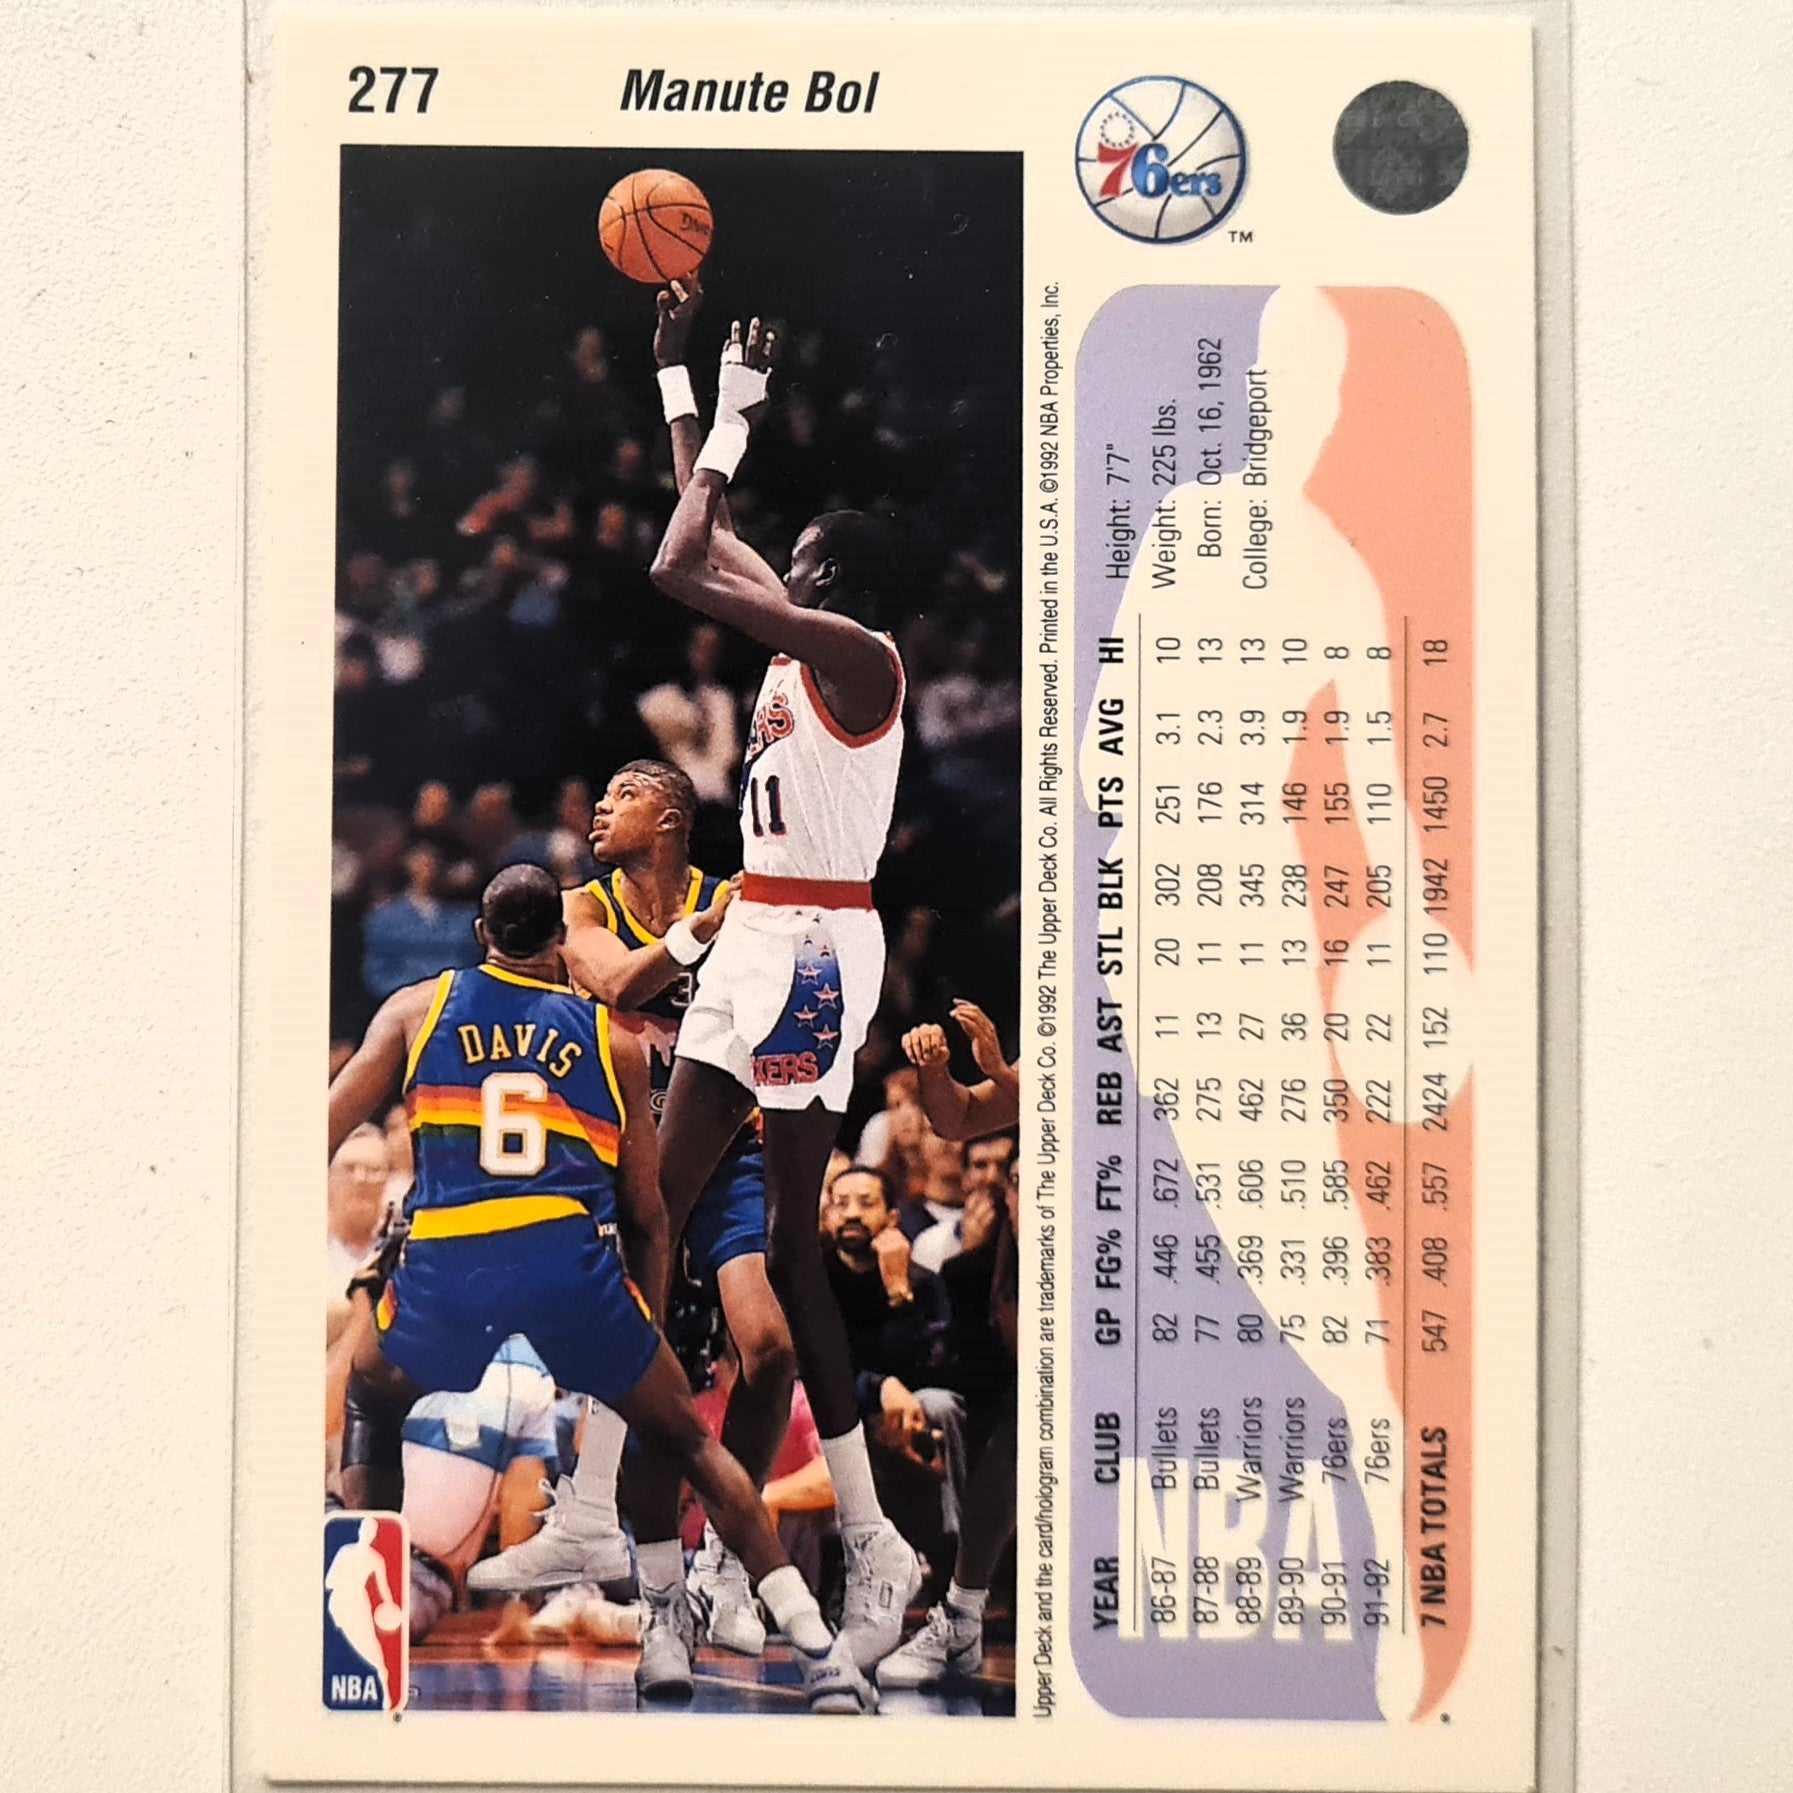 277
Manute Bol
76ers
TM
11
DAVIS
6
NBA
Upper Deck and the card/hologram combination are trademarks of The Upper Deck Co. ©1992 The Upper Deck Co. All Rights Reserved. Printed in the U.S.A. ©1992 NBA Properties, Inc.
Height: 7'7"
Weight: 225 lbs.
Born: Oct. 16, 1962
College: Bridgeport
YEAR CLUB GP FG% FT% REB AST STL BLK PTS AVG HI
86-87 Bullets 82 .446 .672 362 11 20 302 251 3.1 10
87-88 Bullets 77 .455 .531 275 13 11 208 176 2.3 13
88-89 Warriors 80 .369 .606 462 27 11 345 314 3.9 13
89-90 Warriors 75 .331 .510 276 36 13 238 146 1.9 10
90-91 76ers 82 .396 .585 350 20 16 247 155 1.9 8
91-92 76ers 71 .383 .462 222 22 11 205 110 1.5 8
7 NBA TOTALS 547 .408 .557 2424 152 110 1942 1450 2.7 18
NBA